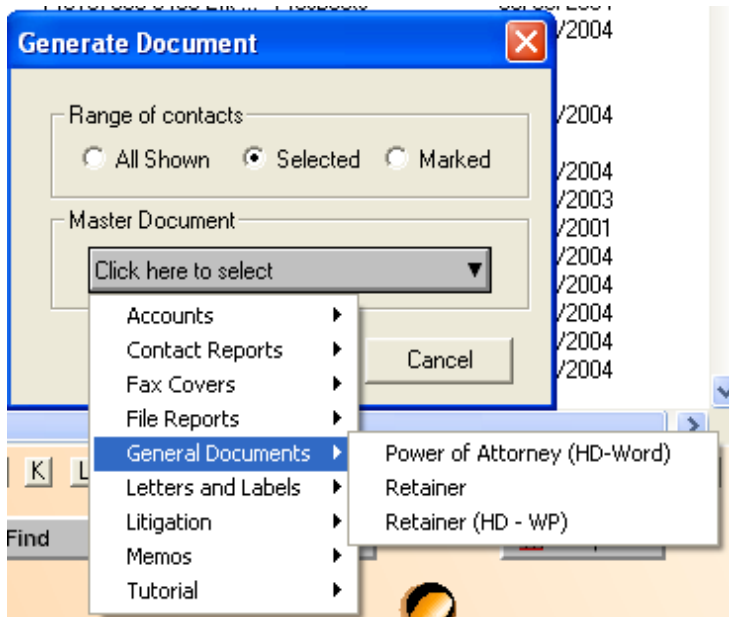 Generate Document
/2004
Range of contacts
/2004
All Shown Selected Marked
/2004
/2003
Master Document
/2001
/2004
Click here to select
/2004
/2004
Accounts
/2004
Contact Reports
Cancel
/2004
Fax Covers
File Reports
General Documents
Power of Attorney (HD-Word)
K L
Letters and Labels
Retainer
Litigation
Retainer (HD - WP)
Find
Memos
Tutorial